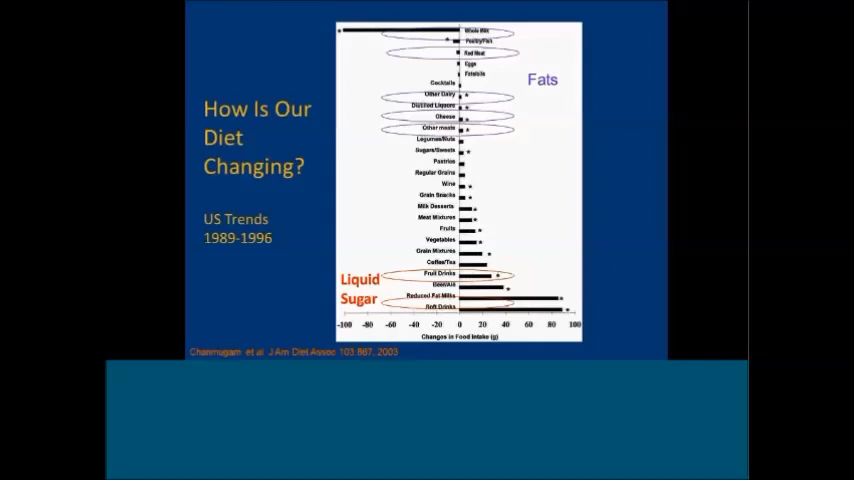 How Is Our
Diet
Changing?
US Trends
1989-1996
Fats
Whole Milk
Poultry/Fish
Red Meat
Eggs
Fats/oils
Cocktails
Other Dairy
Distilled Liquors
Cheese
Other meats
Legumes/Nuts
Sugars/Sweets
Pastries
Regular Grains
Wine
Grain Snacks
Milk Desserts
Meat Mixtures
Fruits
Vegetables
Grain Mixtures
Coffee/Tea
Fruit Drinks
Beer/Ale
Reduced Fat Milks
Soft Drinks
Liquid
Sugar
-100 -80 -60 -40 -20 0 20 40 60 80 100
Changes in Food Intake (g)
Chanmugam et al. J Am Diet Assoc 103:867, 2003